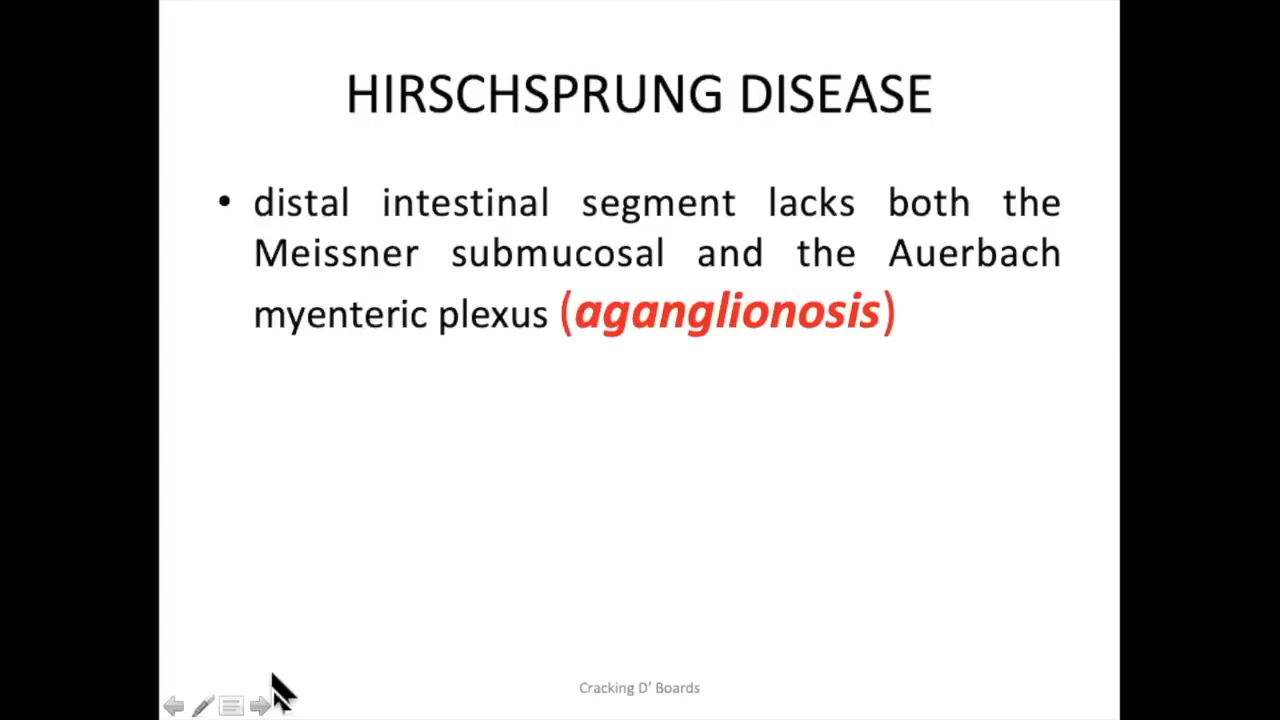 HIRSCHSPRUNG DISEASE
• distal intestinal segment lacks both the
Meissner submucosal and the Auerbach
myenteric plexus (aganglionosis)
Cracking D' Boards